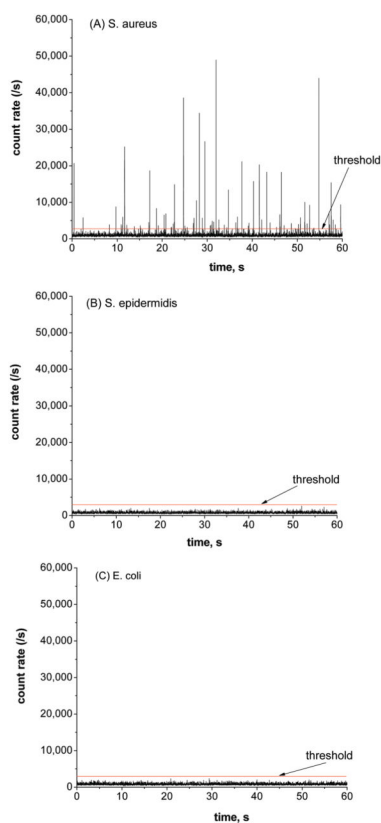 (A) S. aureus
60,000
50,000
40,000
30,000
20,000
10,000
0
count rate (/s)
threshold
0 10 20 30 40 50 60
time, s
(B) S. epidermidis
60,000
50,000
40,000
30,000
20,000
10,000
0
count rate (/s)
threshold
0 10 20 30 40 50 60
time, s
(C) E. coli
60,000
50,000
40,000
30,000
20,000
10,000
0
count rate (/s)
threshold
0 10 20 30 40 50 60
time, s